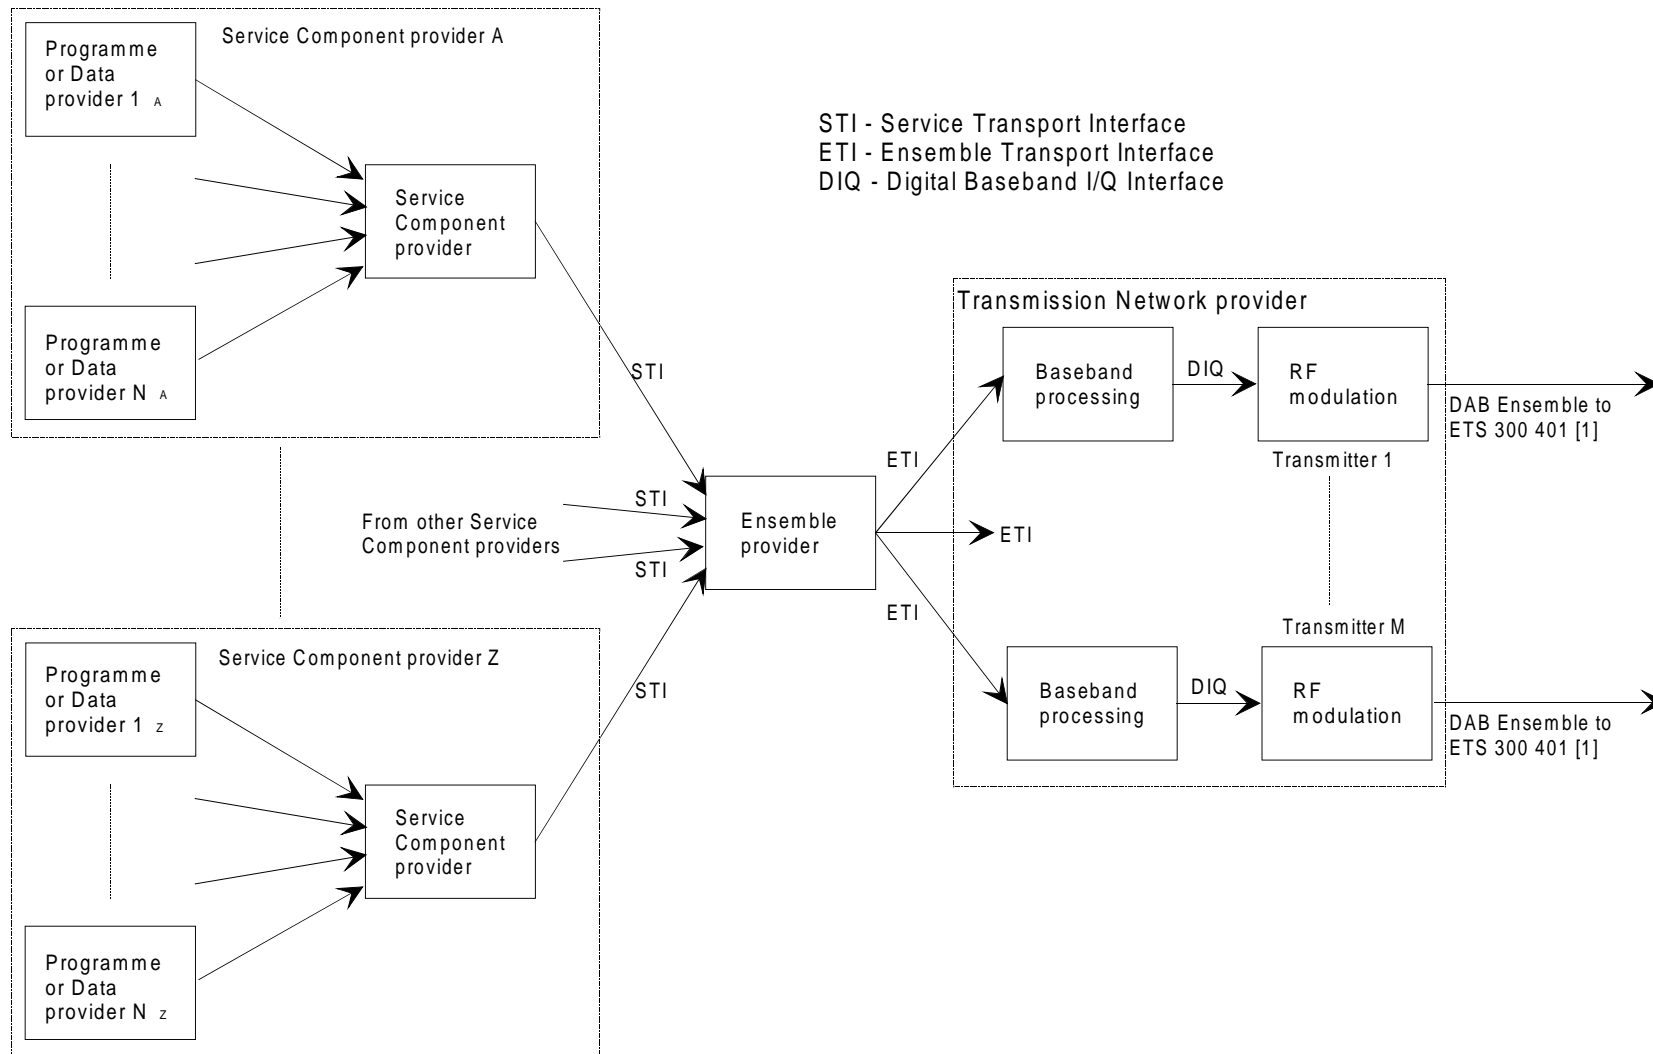 Service Component provider A
Programme
or Data
provider 1 A
Service
Component
provider
Programme
or Data
provider N A
STI - Service Transport Interface
ETI - Ensemble Transport Interface
DIQ - Digital Baseband I/Q Interface
STI
From other Service
Component providers
STI
STI
Ensemble
provider
ETI
ETI
ETI
Transmission Network provider
Baseband
processing
DIQ
RF
modulation
Transmitter 1
DAB Ensemble to
ETS 300 401 [1]
Transmitter M
Baseband
processing
DIQ
RF
modulation
DAB Ensemble to
ETS 300 401 [1]
Service Component provider Z
Programme
or Data
provider 1 Z
STI
Service
Component
provider
Programme
or Data
provider N Z